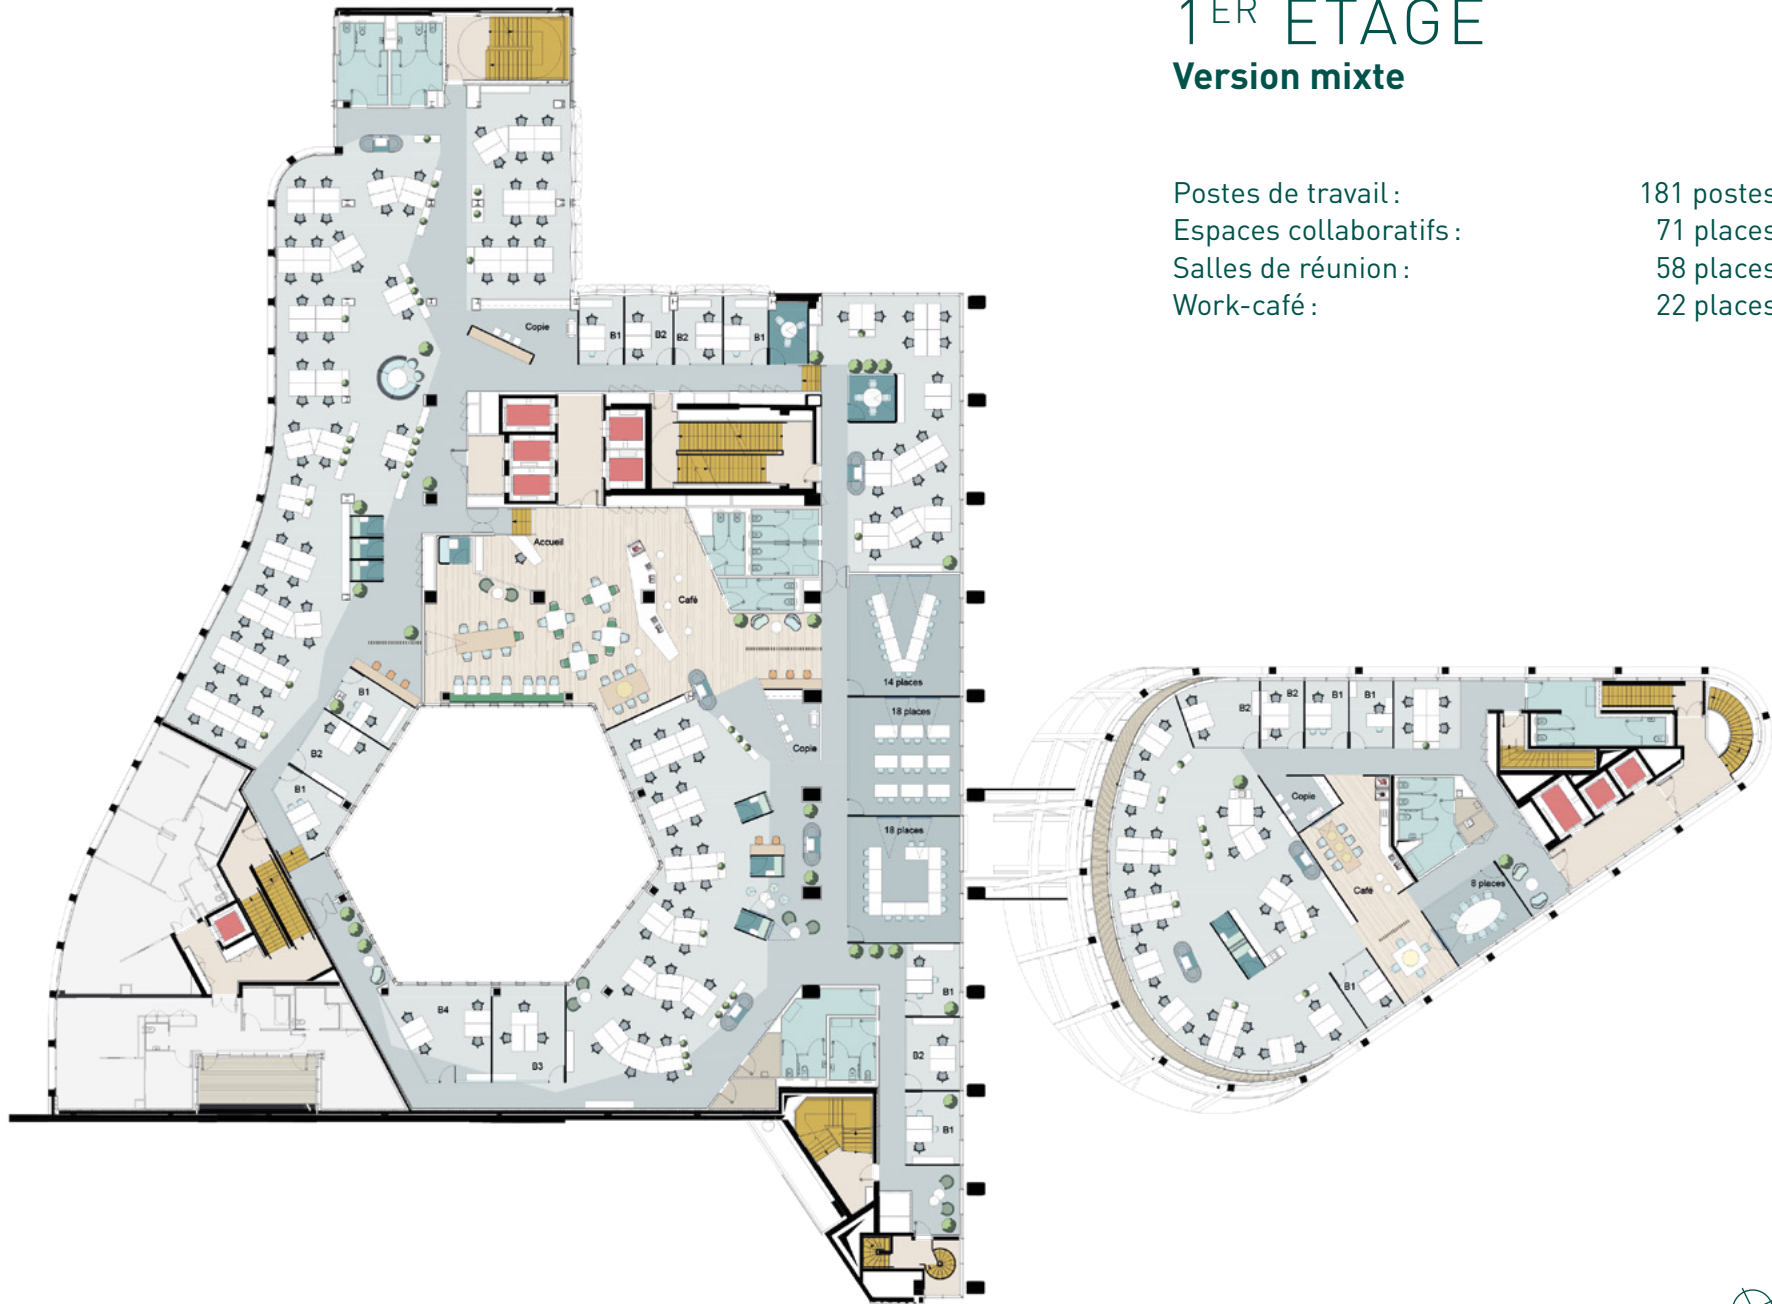 1ER ETAGE
Version mixte
Postes de travail : 181 postes
Espaces collaboratifs : 71 places
Salles de réunion : 58 places
Work-café : 22 places
Copie
B1
B2
B2
B1
Accueil
Café
14 places
18 places
Copie
18 places
B1
B2
B1
B4
B3
B1
B2
B1
B2
B2
B1
B1
Copie
Café
8 places
B1